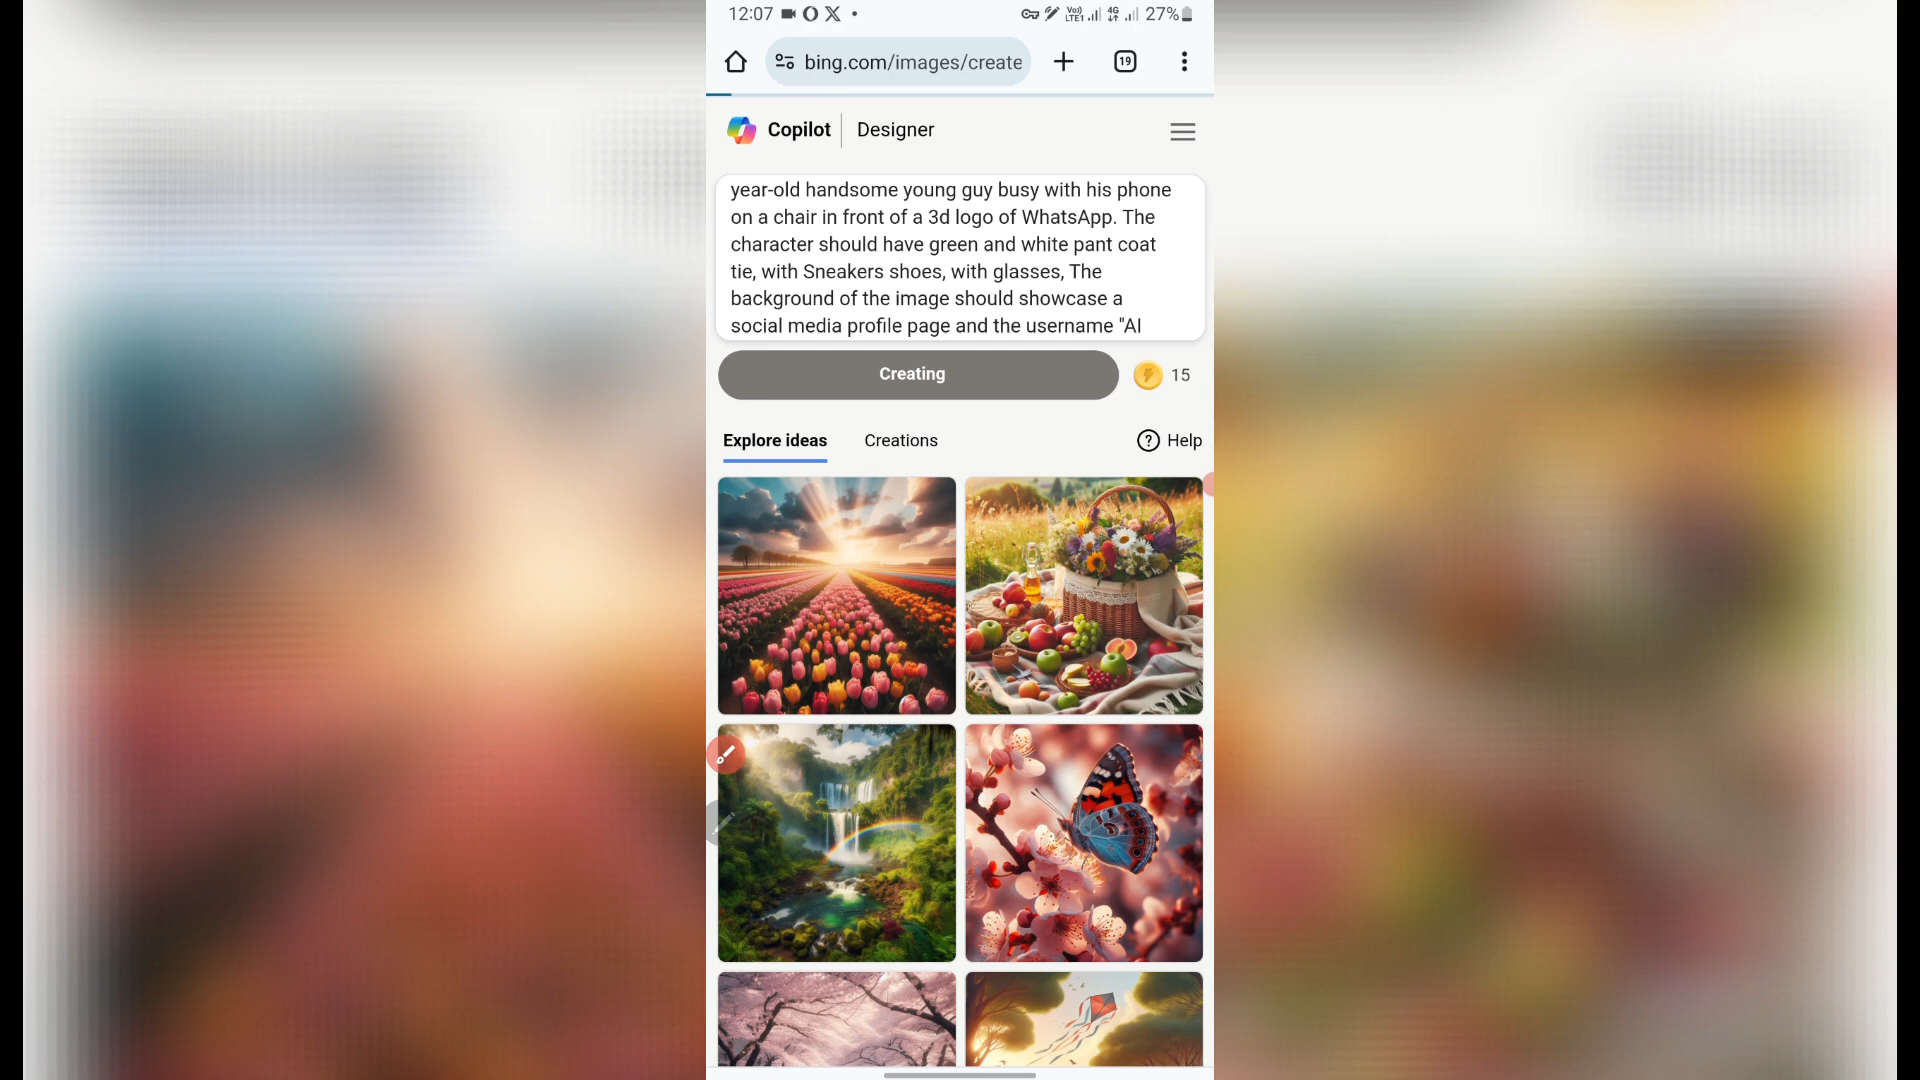 12:07
Vo)) LTE1 4G 27%
bing.com/images/create
19
Copilot Designer
year-old handsome young guy busy with his phone
on a chair in front of a 3d logo of WhatsApp. The
character should have green and white pant coat
tie, with Sneakers shoes, with glasses, The
background of the image should showcase a
social media profile page and the username "AI
Creating 15
Explore ideas Creations ? Help